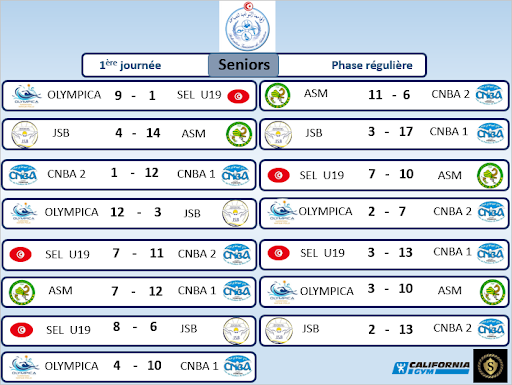 1ère journée Seniors Phase régulière
OLYMPICA 9 - 1 SEL U19
JSB 4 - 14 ASM
CNBA 2 1 - 12 CNBA 1
OLYMPICA 12 - 3 JSB
SEL U19 7 - 11 CNBA 2
ASM 7 - 12 CNBA 1
SEL U19 8 - 6 JSB
OLYMPICA 4 - 10 CNBA 1
ASM 11 - 6 CNBA 2
JSB 3 - 17 CNBA 1
SEL U19 7 - 10 ASM
OLYMPICA 2 - 7 CNBA 2
SEL U19 3 - 13 CNBA 1
OLYMPICA 3 - 10 ASM
JSB 2 - 13 CNBA 2
CALIFORNIA
GYM